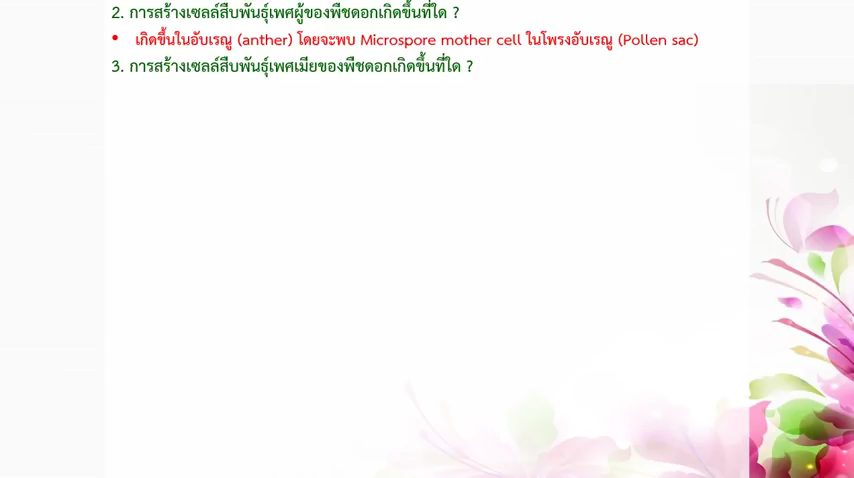 2. การสร้างเซลล์สืบพันธุ์เพศผู้ของพืชดอกเกิดขึ้นที่ใด ?
• เกิดขึ้นในอับเรณู (anther) โดยจะพบ Microspore mother cell ในโพรงอับเรณู (Pollen sac)
3. การสร้างเซลล์สืบพันธุ์เพศเมียของพืชดอกเกิดขึ้นที่ใด ?